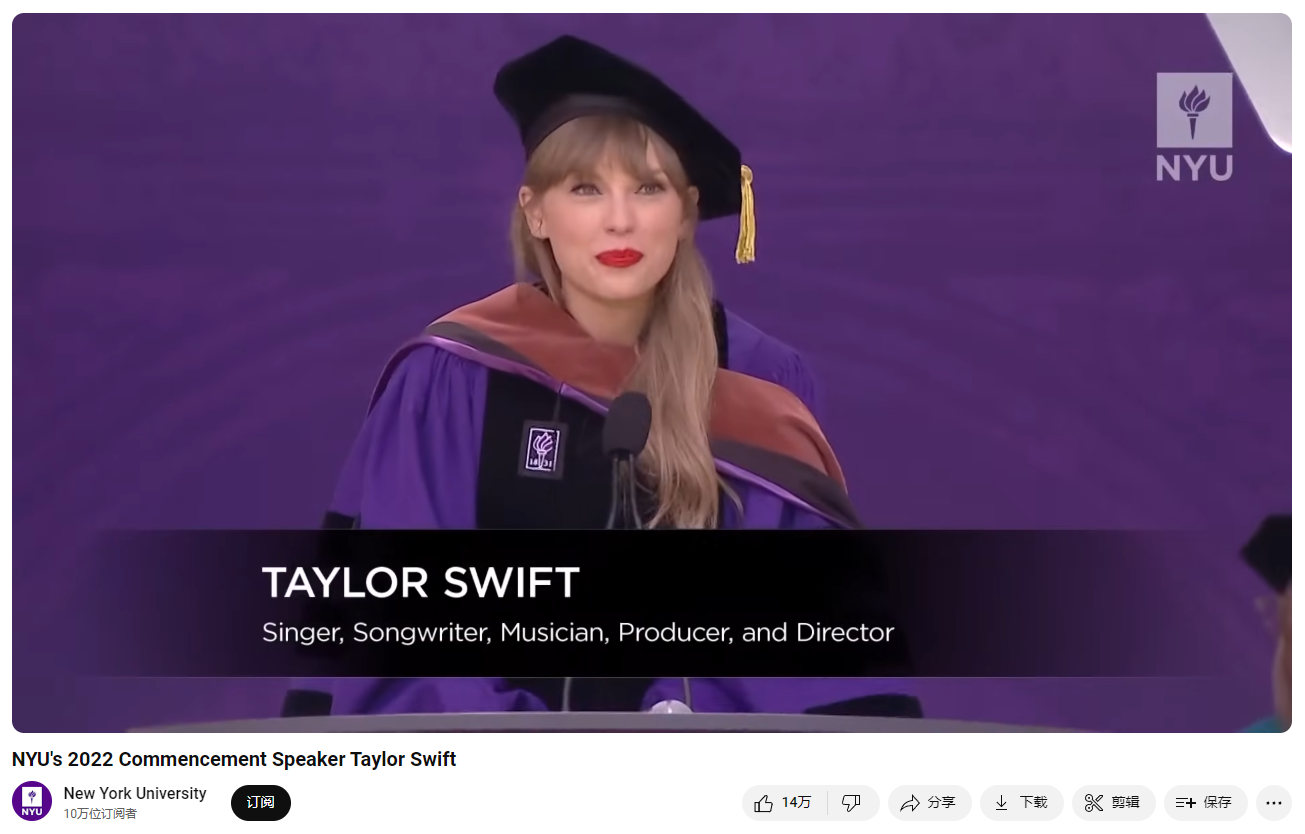 NYU
1831
TAYLOR SWIFT
Singer, Songwriter, Musician, Producer, and Director
NYU's 2022 Commencement Speaker Taylor Swift
NYU
New York University
10万位订阅者
订阅
14万
分享
下载
剪辑
保存